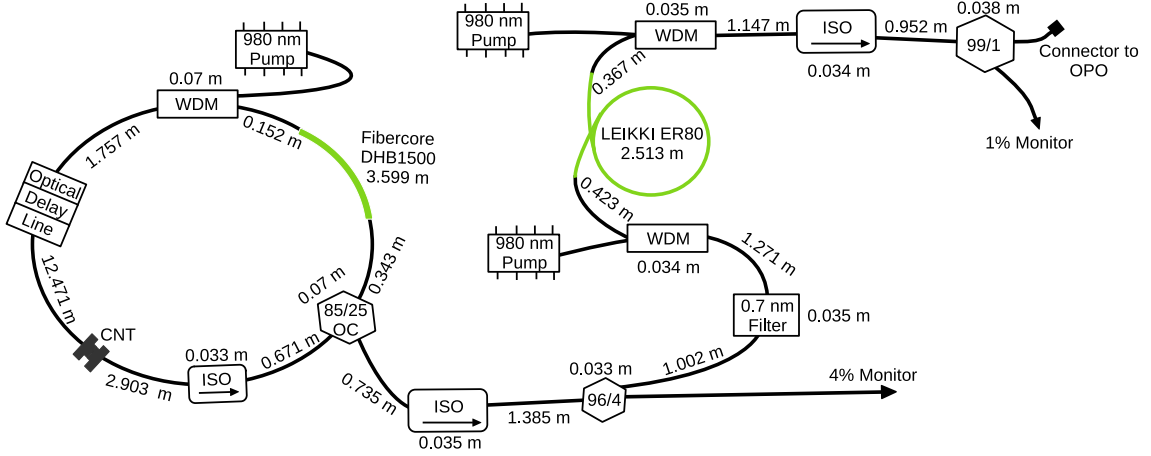 980 nm
Pump
0.07 m
WDM
0.152 m
1.757 m
Fibercore
DHB1500
3.599 m
Optical
Delay
Line
12.471 m
CNT
2.903 m
0.033 m
ISO
0.671 m
0.07 m
85/25
OC
0.343 m
0.735 m
ISO
0.035 m
1.385 m
0.033 m
96/4
4% Monitor
1.002 m
0.7 nm
Filter
0.035 m
1.271 m
WDM
0.034 m
980 nm
Pump
0.423 m
LEIKKI ER80
2.513 m
0.367 m
980 nm
Pump
0.035 m
WDM
1.147 m
ISO
0.034 m
0.952 m
0.038 m
99/1
Connector to
OPO
1% Monitor